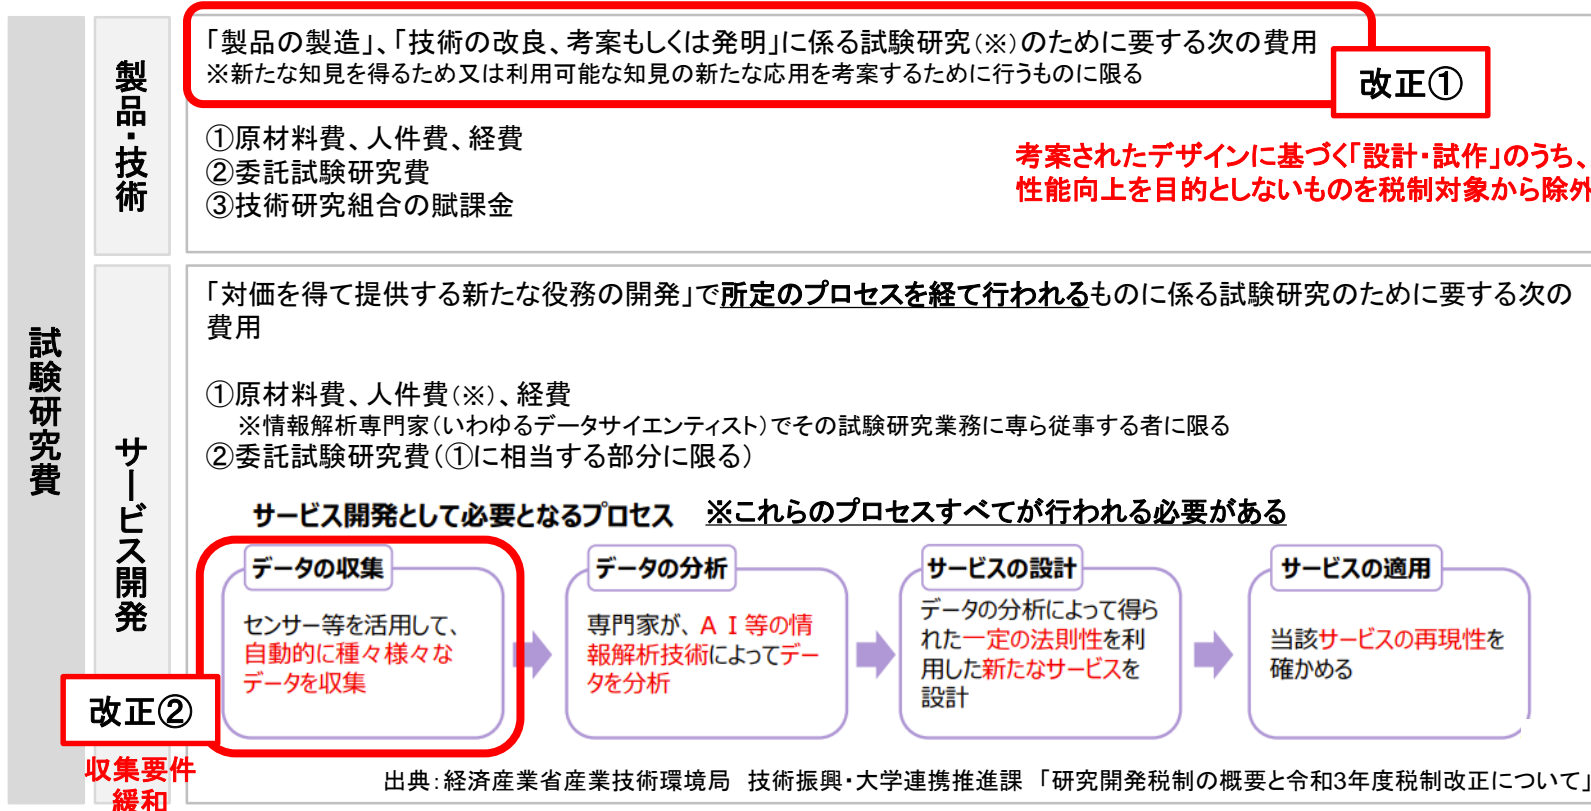 試験研究費
製品・技術
「製品の製造」、「技術の改良、考案もしくは発明」に係る試験研究(※)のために要する次の費用
※新たな知見を得るため又は利用可能な知見の新たな応用を考案するために行うものに限る
改正①
①原材料費、人件費、経費
②委託試験研究費
③技術研究組合の賦課金
考案されたデザインに基づく「設計・試作」のうち、
性能向上を目的としないものを税制対象から除外
サービス開発
「対価を得て提供する新たな役務の開発」で所定のプロセスを経て行われるものに係る試験研究のために要する次の
費用
①原材料費、人件費(※)、経費
※情報解析専門家(いわゆるデータサイエンティスト)でその試験研究業務に専ら従事する者に限る
②委託試験研究費(①に相当する部分に限る)
サービス開発として必要となるプロセス ※これらのプロセスすべてが行われる必要がある
データの収集
センサー等を活用して、
自動的に種々様々な
データを収集
データの分析
専門家が、ＡＩ等の情
報解析技術によってデー
タを分析
サービスの設計
データの分析によって得ら
れた一定の法則性を利
用した新たなサービスを
設計
サービスの適用
当該サービスの再現性を
確かめる
改正②
収集要件
緩和
出典：経済産業省産業技術環境局 技術振興・大学連携推進課 「研究開発税制の概要と令和3年度税制改正について」